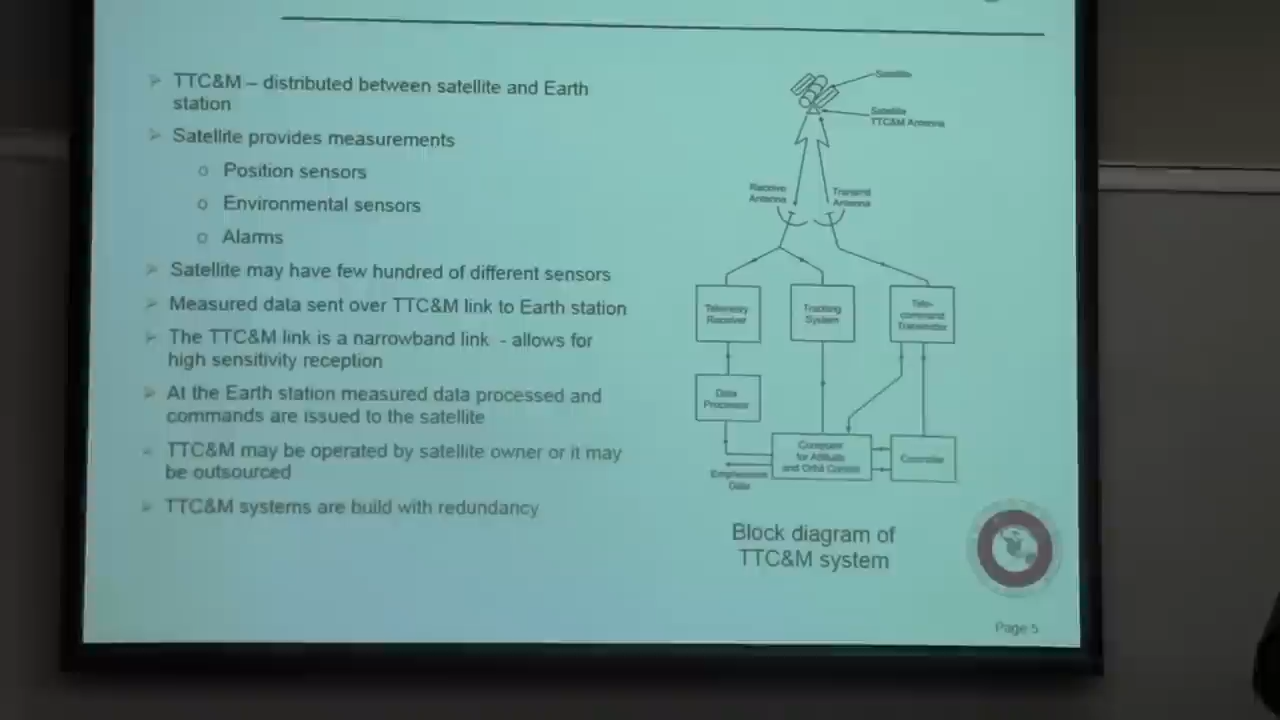 TTC&M – distributed between satellite and Earth
station
Satellite provides measurements
o Position sensors
o Environmental sensors
o Alarms
Satellite may have few hundred of different sensors
Measured data sent over TTC&M link to Earth station
The TTC&M link is a narrowband link - allows for
high sensitivity reception
At the Earth station measured data processed and
commands are issued to the satellite
TTC&M may be operated by satellite owner or it may
be outsourced
TTC&M systems are build with redundancy
Satellite
Satellite
TTC&M Antenna
Receive
Antenna
Transmit
Antenna
Telemetry
Receiver
Tracking
System
Tele-
command
Transmitter
Data
Processor
Computer
for Attitude
and Orbit Control
Controller
Data
Block diagram of
TTC&M system
Page 5